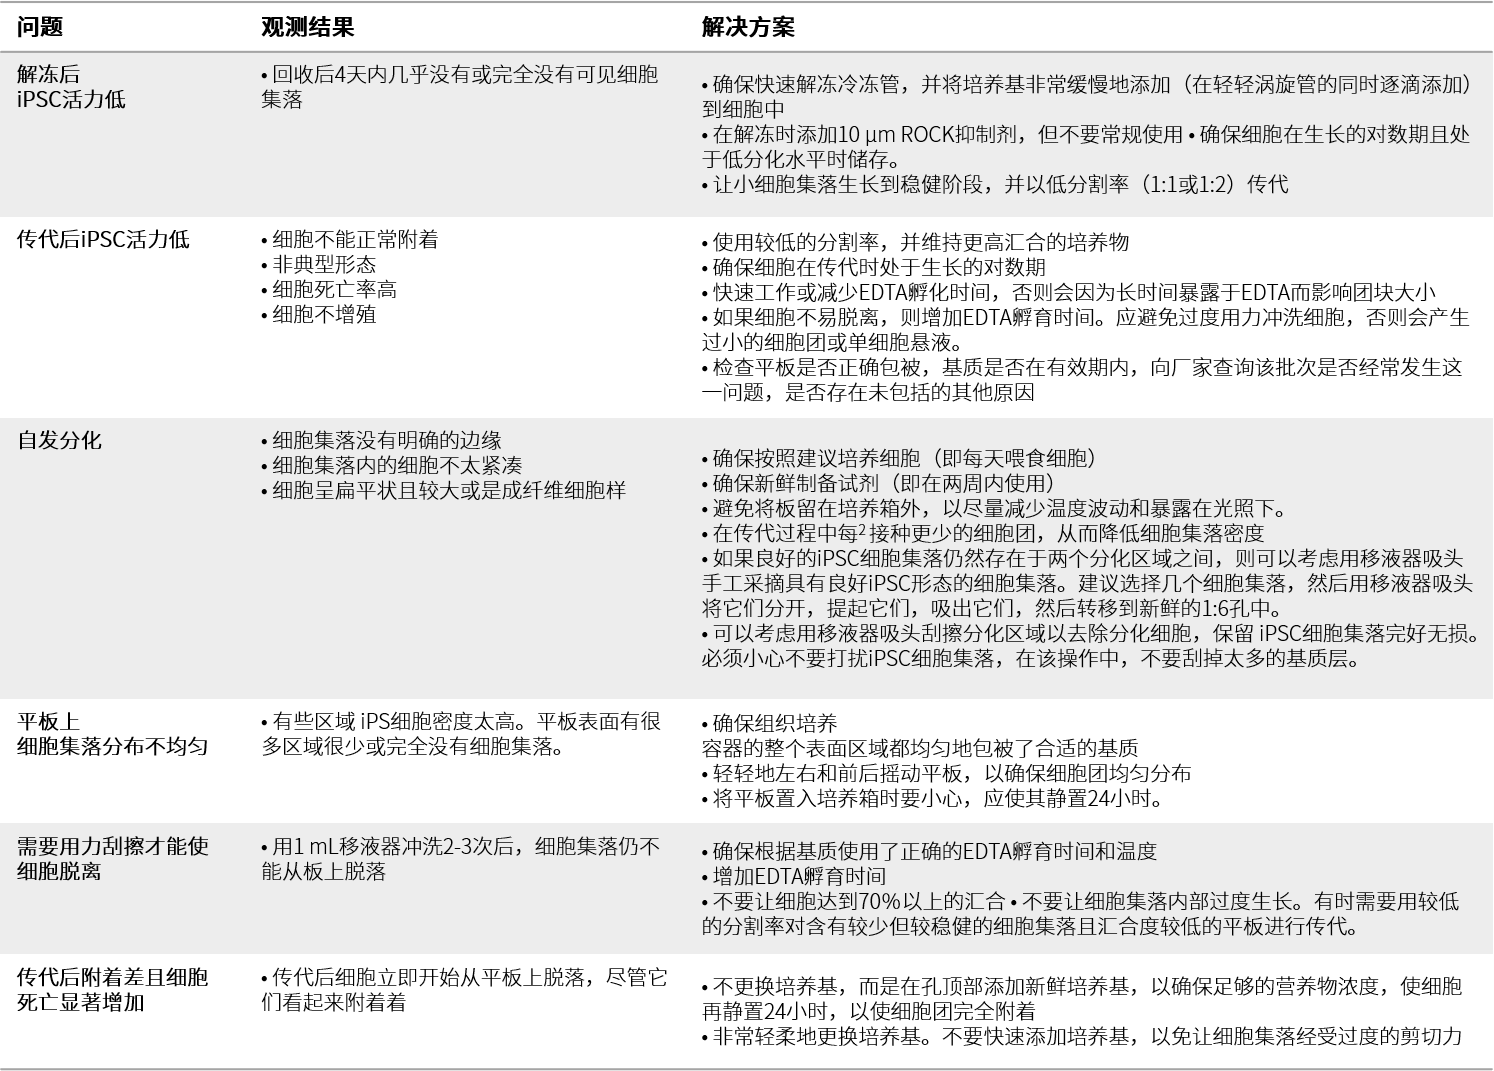 问题
观测结果
解决方案
解冻后
iPSC活力低
• 回收后4天内几乎没有或完全没有可见细胞
集落
• 确保快速解冻冷冻管，并将培养基非常缓慢地添加（在轻轻涡旋管的同时逐滴添加）
到细胞中
• 在解冻时添加10 μm ROCK抑制剂，但不要常规使用 • 确保细胞在生长的对数期且处
于低分化水平时储存。
• 让小细胞集落生长到稳健阶段，并以低分割率（1:1或1:2）传代
传代后iPSC活力低
• 细胞不能正常附着
• 非典型形态
• 细胞死亡率高
• 细胞不增殖
• 使用较低的分割率，并维持更高汇合的培养物
• 确保细胞在传代时处于生长的对数期
• 快速工作或减少EDTA孵化时间，否则会因为长时间暴露于EDTA而影响团块大小
• 如果细胞不易脱离，则增加EDTA孵育时间。应避免过度用力冲洗细胞，否则会产生
过小的细胞团或单细胞悬液。
• 检查平板是否正确包被，基质是否在有效期内，向厂家查询该批次是否经常发生这
一问题，是否存在未包括的其他原因
自发分化
• 细胞集落没有明确的边缘
• 细胞集落内的细胞不太紧凑
• 细胞呈扁平状且较大或是成纤维细胞样
• 确保按照建议培养细胞（即每天喂食细胞）
• 确保新鲜制备试剂（即在两周内使用）
• 避免将板留在培养箱外，以尽量减少温度波动和暴露在光照下。
• 在传代过程中每² 接种更少的细胞团，从而降低细胞集落密度
• 如果良好的iPSC细胞集落仍然存在于两个分化区域之间，则可以考虑用移液器吸头
手工采摘具有良好iPSC形态的细胞集落。建议选择几个细胞集落，然后用移液器吸头
将它们分开，提起它们，吸出它们，然后转移到新鲜的1:6孔中。
• 可以考虑用移液器吸头刮擦分化区域以去除分化细胞，保留 iPSC细胞集落完好无损。
必须小心不要打扰iPSC细胞集落，在该操作中，不要刮掉太多的基质层。
平板上
细胞集落分布不均匀
• 有些区域 iPS细胞密度太高。平板表面有很
多区域很少或完全没有细胞集落。
• 确保组织培养
容器的整个表面区域都均匀地包被了合适的基质
• 轻轻地左右和前后摇动平板，以确保细胞团均匀分布
• 将平板置入培养箱时要小心，应使其静置24小时。
需要用力刮擦才能使
细胞脱离
• 用1 mL移液器冲洗2-3次后，细胞集落仍不
能从板上脱落
• 确保根据基质使用了正确的EDTA孵育时间和温度
• 增加EDTA孵育时间
• 不要让细胞达到70%以上的汇合 • 不要让细胞集落内部过度生长。有时需要用较低
的分割率对含有较少但较稳健的细胞集落且汇合度较低的平板进行传代。
传代后附着差且细胞
死亡显著增加
• 传代后细胞立即开始从平板上脱落，尽管它
们看起来附着着
• 不更换培养基，而是在孔顶部添加新鲜培养基，以确保足够的营养物浓度，使细胞
再静置24小时，以使细胞团完全附着
• 非常轻柔地更换培养基。不要快速添加培养基，以免让细胞集落经受过度的剪切力